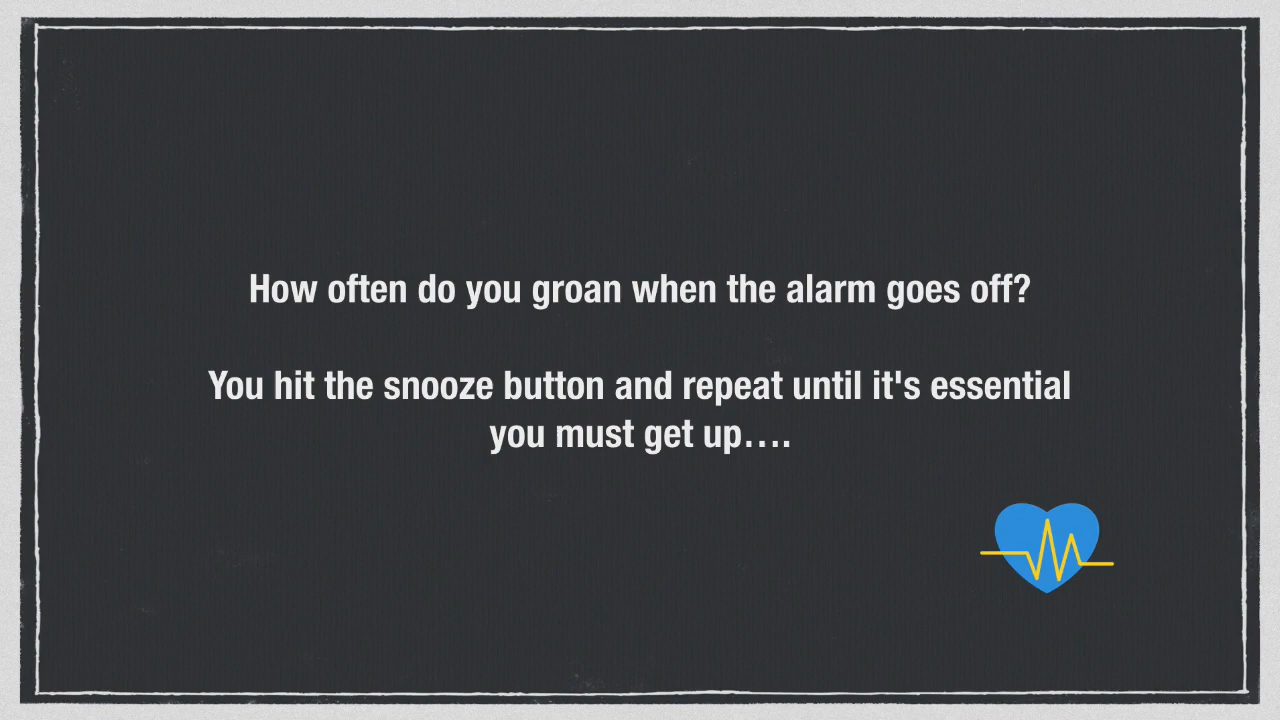 How often do you groan when the alarm goes off?
You hit the snooze button and repeat until it's essential
you must get up....